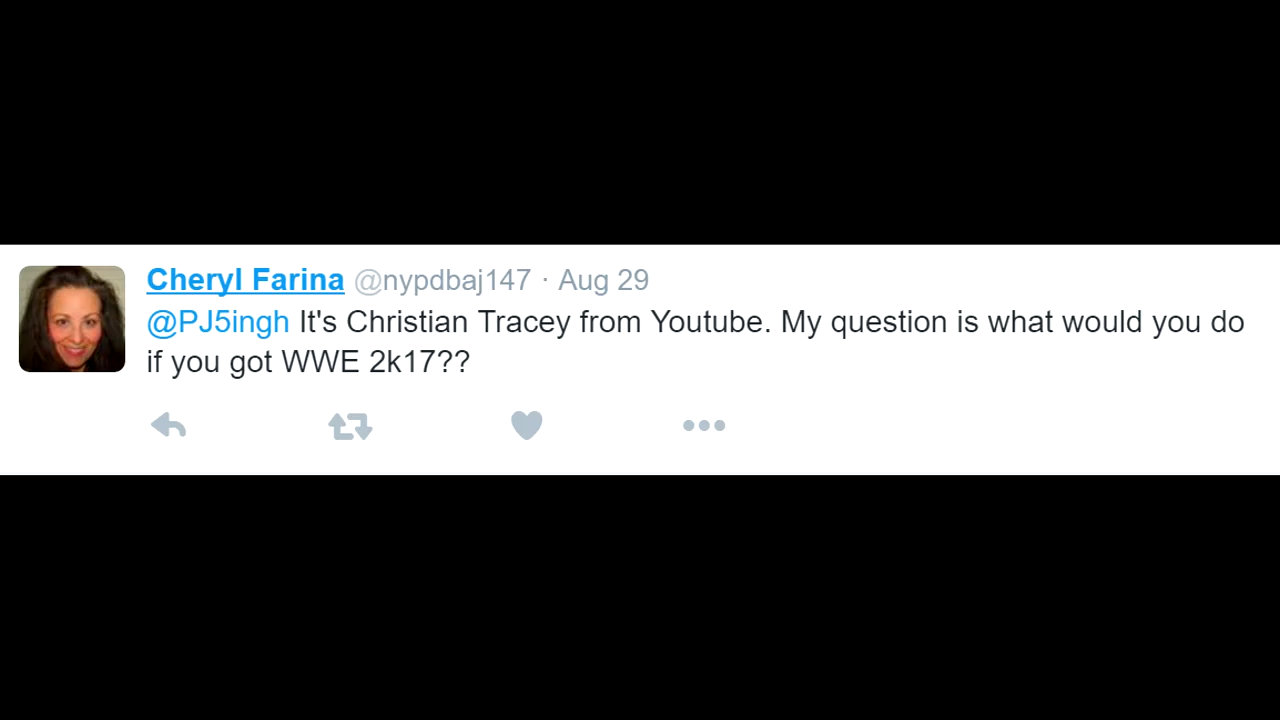 Cheryl Farina @nypdbaj147 · Aug 29
@PJ5ingh It's Christian Tracey from Youtube. My question is what would you do
if you got WWE 2k17??